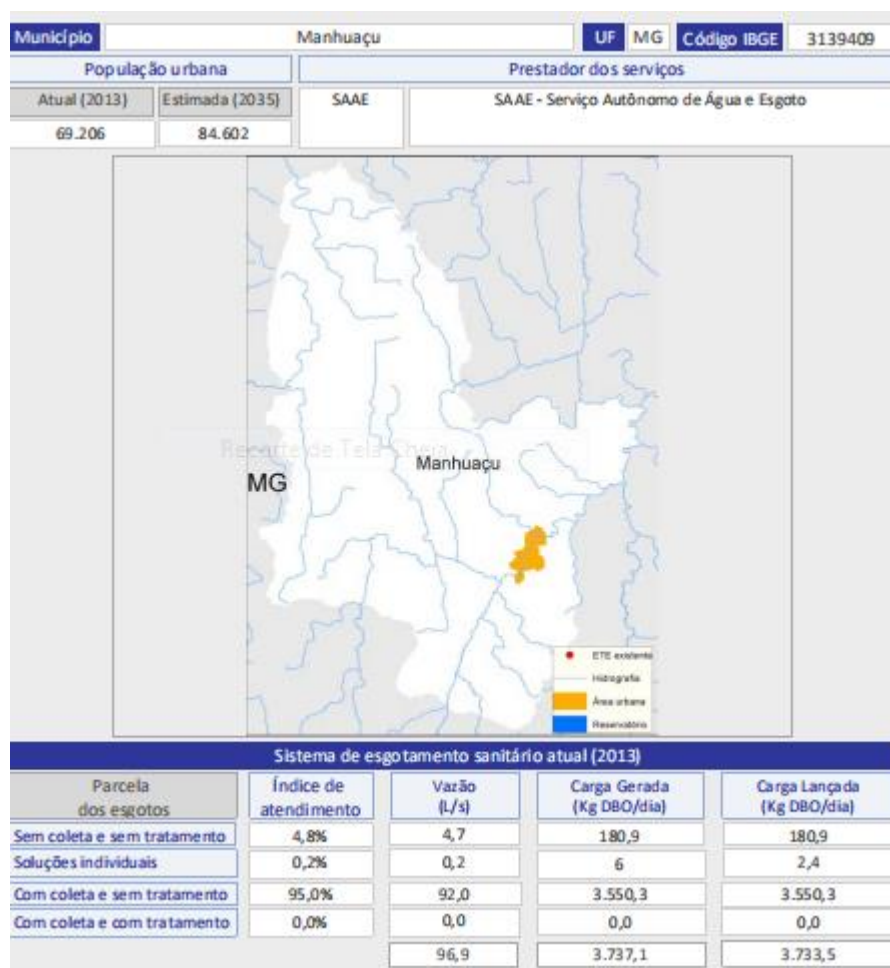 Município Manhuaçu UF MG Código IBGE 3139409
População urbana Prestador dos serviços
Atual (2013) Estimada (2035) SAAE SAAE - Serviço Autônomo de Água e Esgoto
69.206 84.602
Recorte de Tela Cheia
Manhuaçu
MG
ETE existente
Hidrografia
Área urbana
Reservatório
Sistema de esgotamento sanitário atual (2013)
Parcela dos esgotos Índice de atendimento Vazão (L/s) Carga Gerada (Kg DBO/dia) Carga Lançada (Kg DBO/dia)
Sem coleta e sem tratamento 4,8% 4,7 180,9 180,9
Soluções individuais 0,2% 0,2 6 2,4
Com coleta e sem tratamento 95,0% 92,0 3.550,3 3.550,3
Com coleta e com tratamento 0,0% 0,0 0,0 0,0
96,9 3.737,1 3.733,5